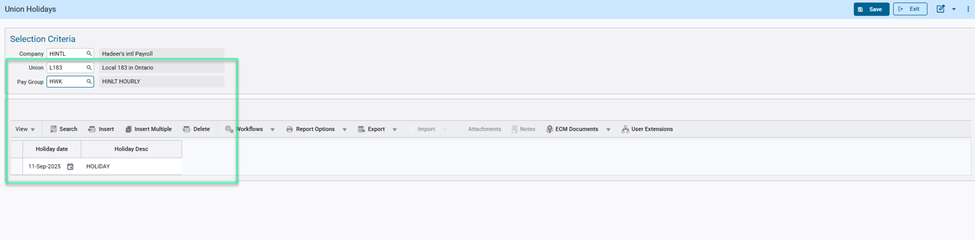 Union Holidays Save Exit
Selection Criteria
Company HINTL Hadeer's intl Payroll
Union L183 Local 183 in Ontario
Pay Group HWK HINLT HOURLY
View Search Insert Insert Multiple Delete Workflows Report Options Export Import Attachments Notes ECM Documents User Extensions
Holiday date Holiday Desc
11-Sep-2025 HOLIDAY